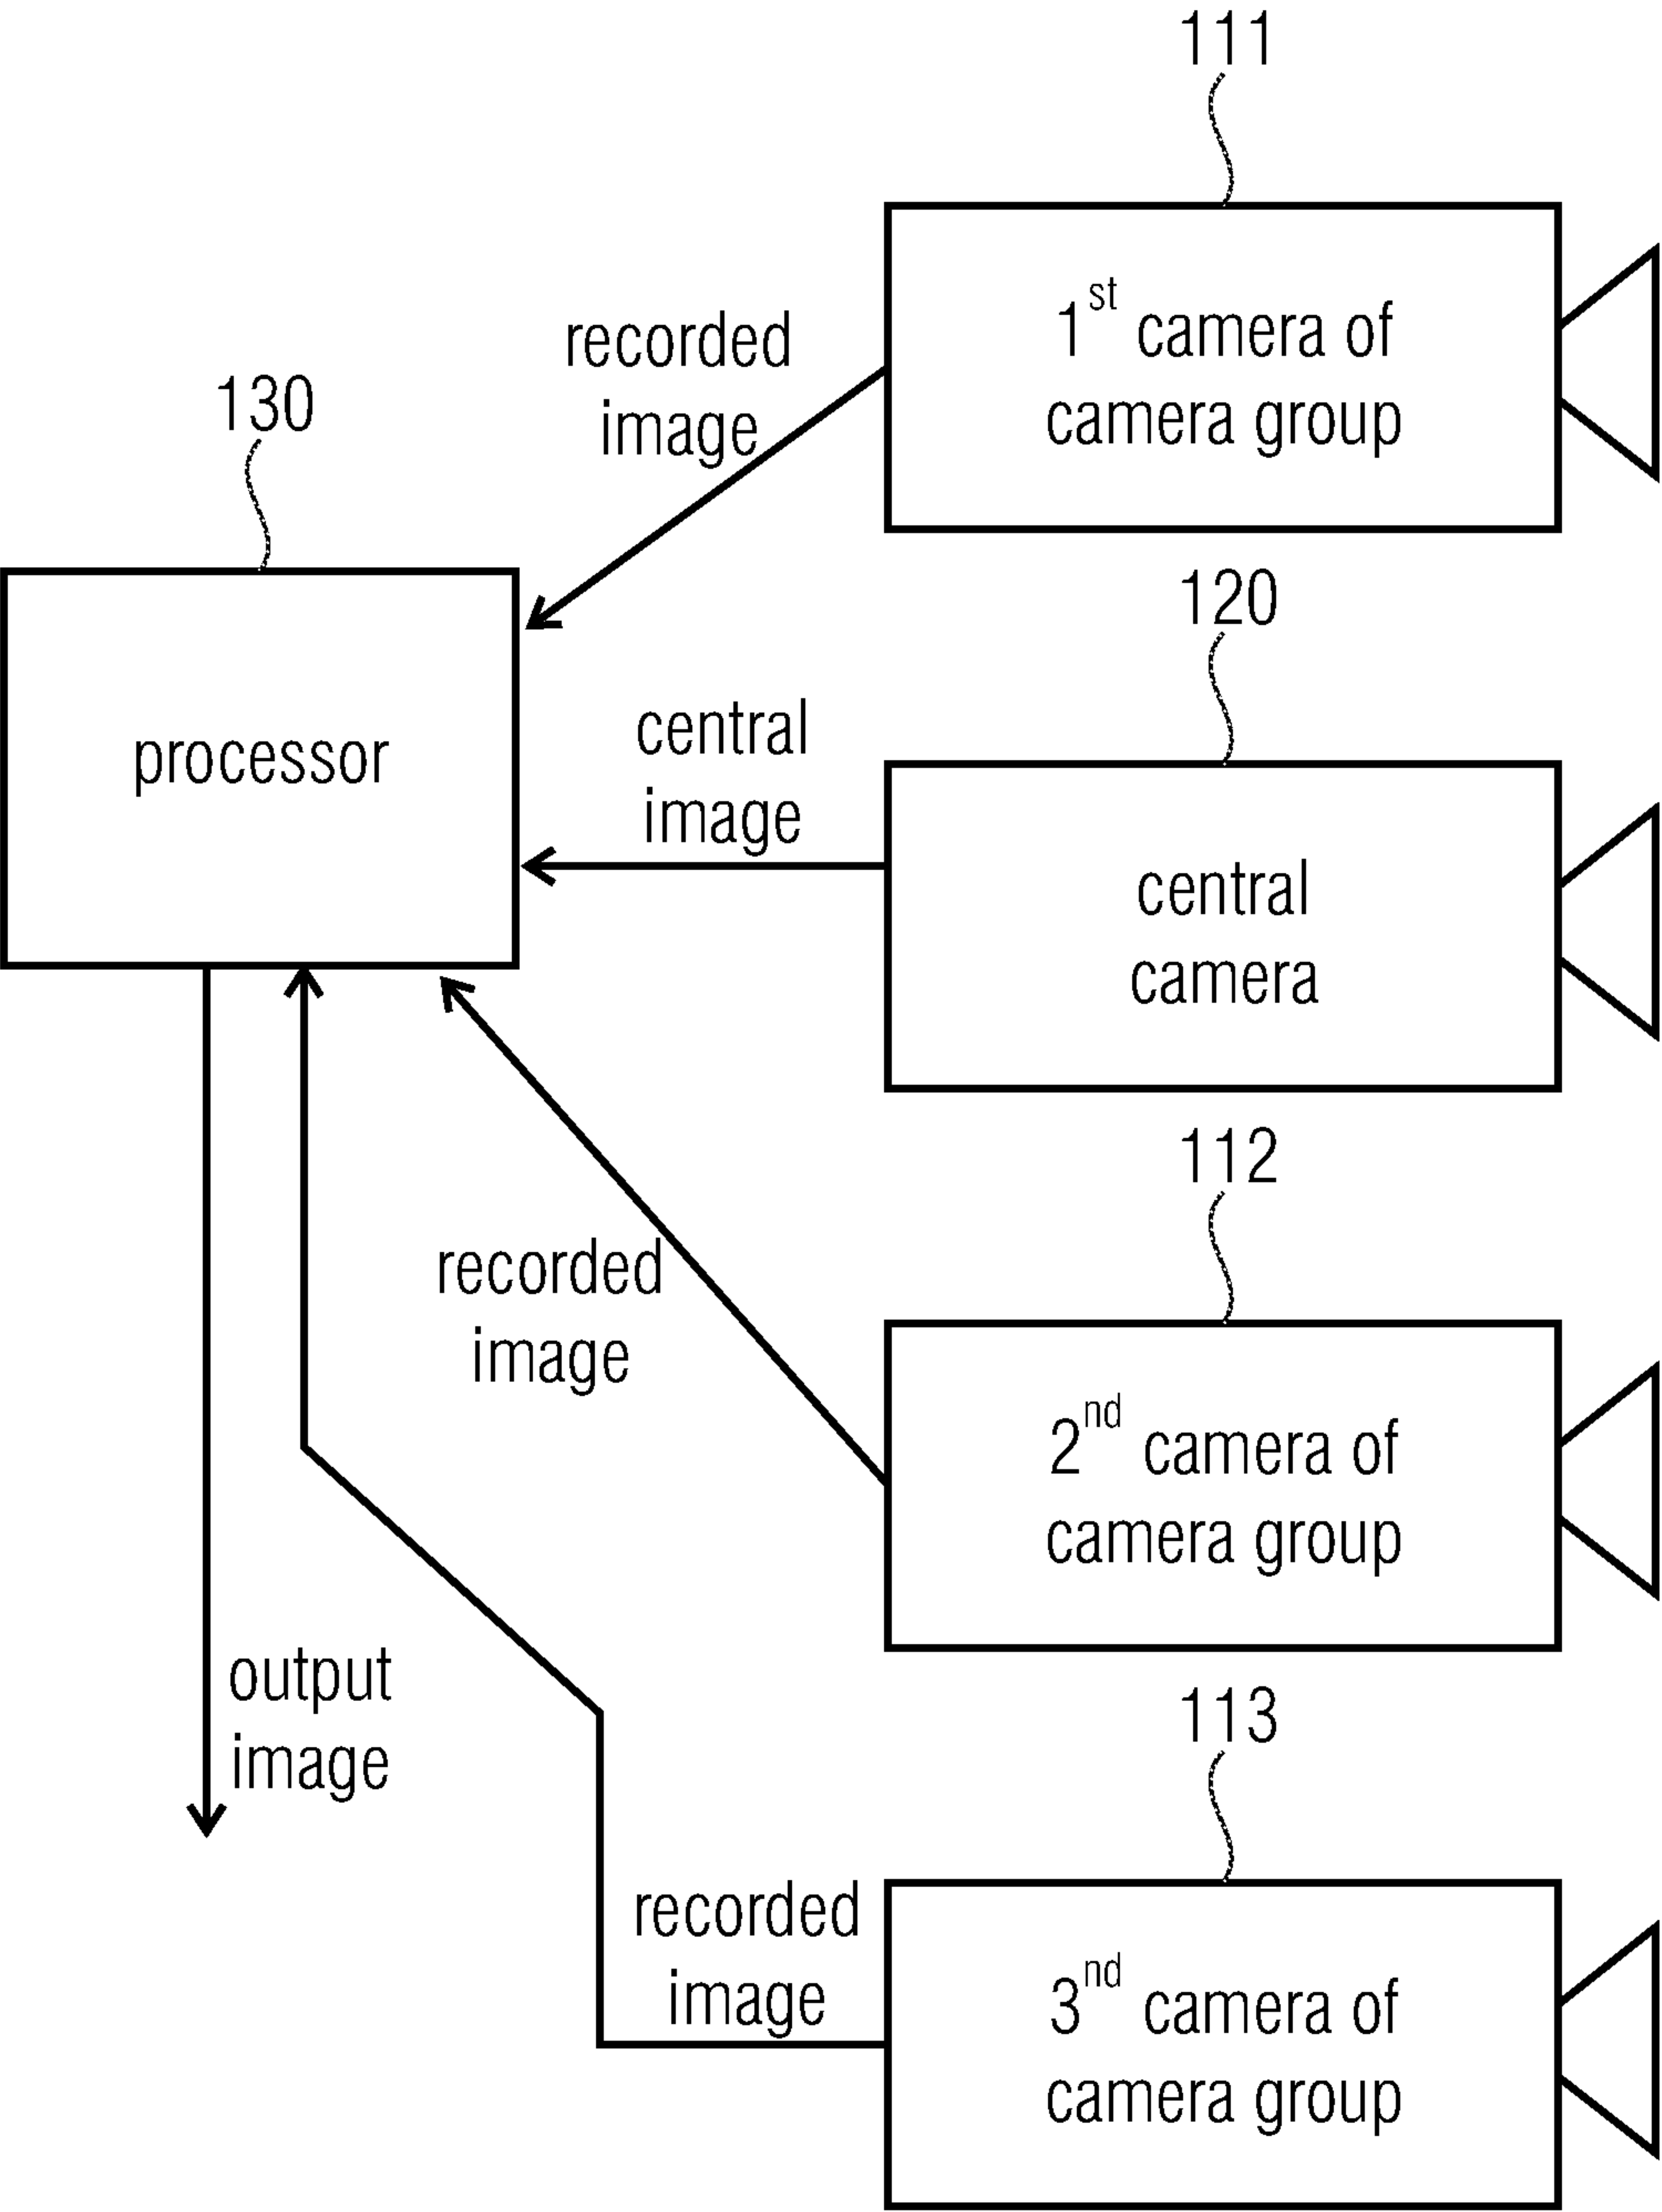 111
1st camera of
camera group
recorded
image
130
processor
120
central
image
central
camera
112
recorded
image
2nd camera of
camera group
output
image
113
recorded
image
3nd camera of
camera group